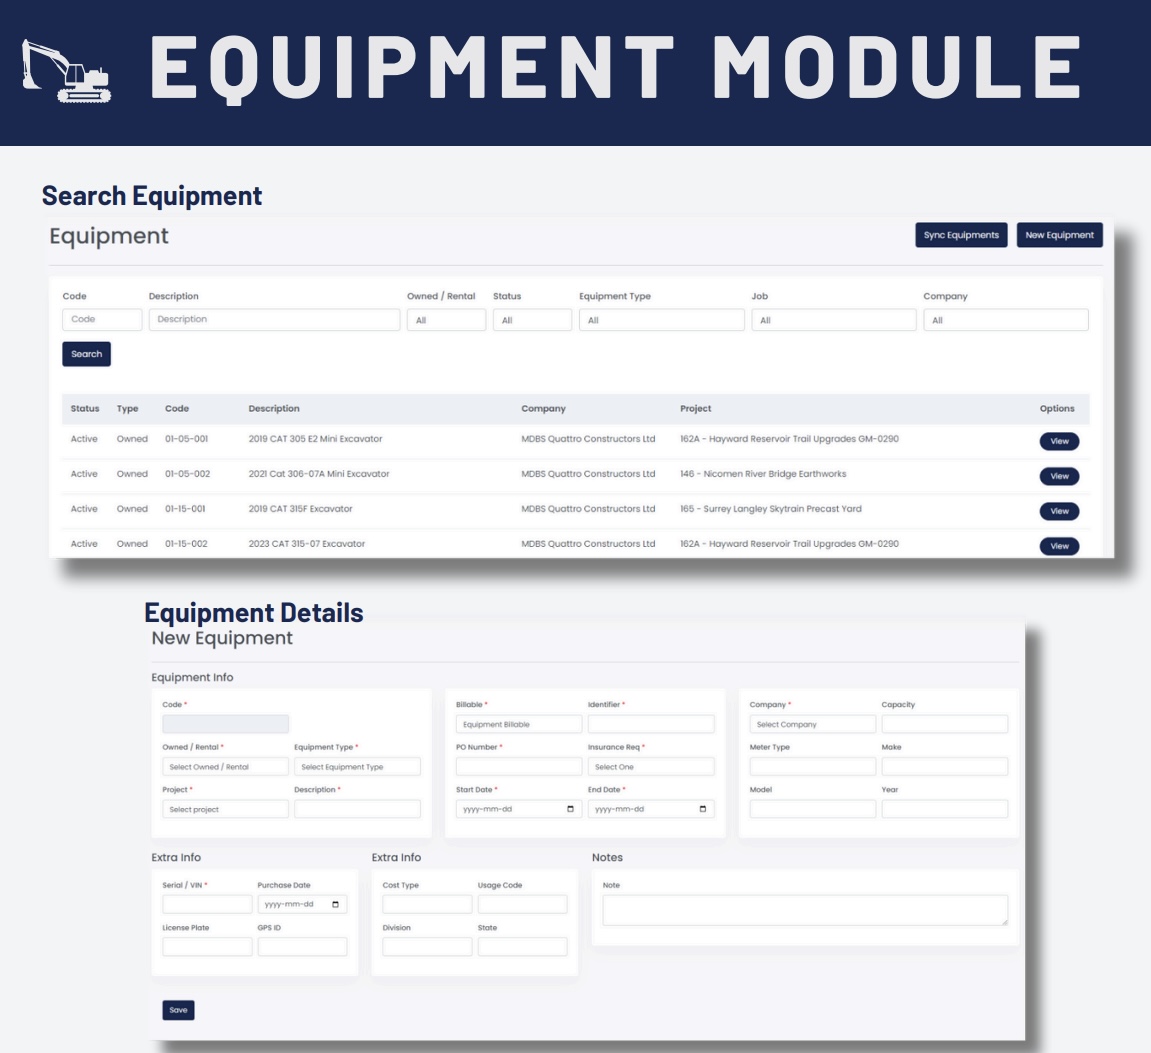 EQUIPMENT MODULE
Search Equipment
Equipment
Sync Equipments New Equipment
Code Description Owned / Rental Status Equipment Type Job Company
Code Description All All All All All
Search
Status Type Code Description Company Project Options
Active Owned 01-05-001 2019 CAT 305 E2 Mini Excavator MDBS Quattro Constructors Ltd 162A - Hayward Reservoir Trail Upgrades GM-0290 View
Active Owned 01-05-002 2021 Cat 306-07A Mini Excavator MDBS Quattro Constructors Ltd 146 - Nicomen River Bridge Earthworks View
Active Owned 01-15-001 2019 CAT 315F Excavator MDBS Quattro Constructors Ltd 165 - Surrey Langley Skytrain Precast Yard View
Active Owned 01-15-002 2023 CAT 315-07 Excavator MDBS Quattro Constructors Ltd 162A - Hayward Reservoir Trail Upgrades GM-0290 View
Equipment Details
New Equipment
Equipment Info
Code * Billable * Identifier * Company * Capacity
Equipment Billable Select Company
Owned / Rental * Equipment Type * PO Number * Insurance Req * Meter Type Make
Select Owned / Rental Select Equipment Type Select One
Project * Description * Start Date * End Date * Model Year
Select project yyyy-mm-dd yyyy-mm-dd
Extra Info Extra Info Notes
Serial / VIN * Purchase Date Cost Type Usage Code Note
yyyy-mm-dd
License Plate GPS ID Division State
Save